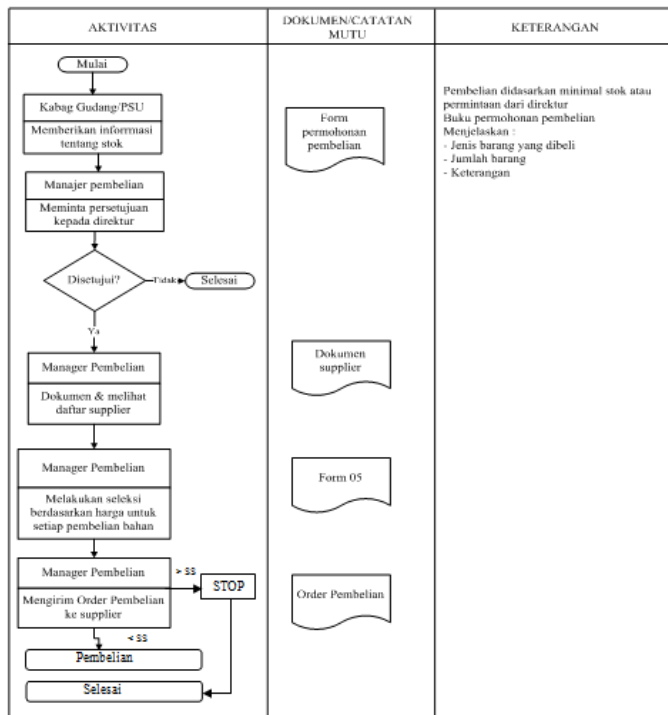 AKTIVITAS
DOKUMEN/CATATAN
MUTU
KETERANGAN
Mulai
Kabag Gudang/PSU
Memberikan inforrmasi
tentang stok
Form
permohonan
pembelian
Pembelian didasarkan minimal stok atau
permintaan dari direktur
Buku permohonan pembelian
Menjelaskan :
- Jenis barang yang dibeli
- Jumlah barang
- Keterangan
Manajer pembelian
Meminta persetujuan
kepada direktur
Disetujui?
Tidak
Selesai
Ya
Manager Pembelian
Dokumen & melihat
daftar supplier
Dokumen
supplier
Manager Pembelian
Melakukan seleksi
berdasarkan harga untuk
setiap pembelian bahan
Form 05
Manager Pembelian
Mengirim Order Pembelian
ke supplier
> SS
STOP
Order Pembelian
< SS
Pembelian
Selesai